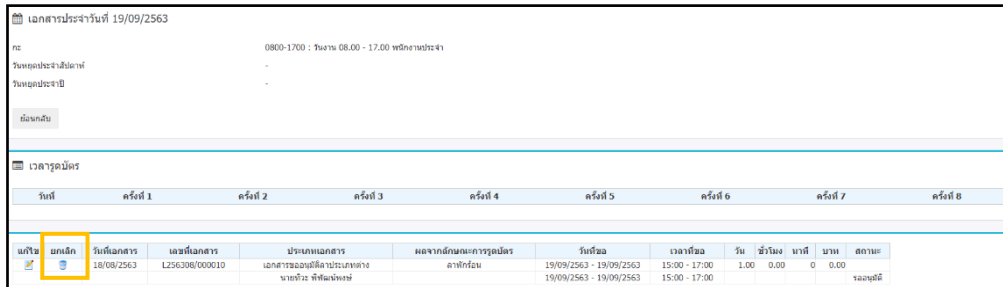 เอกสารประจำวันที่ 19/09/2563
กะ 0800-1700 : วันงาน 08.00 - 17.00 พนักงานประจำ
วันหยุดประจำสัปดาห์ -
วันหยุดประจำปี -
ย้อนกลับ
เวลารูดบัตร
วันที่ ครั้งที่ 1 ครั้งที่ 2 ครั้งที่ 3 ครั้งที่ 4 ครั้งที่ 5 ครั้งที่ 6 ครั้งที่ 7 ครั้งที่ 8
แก้ไข ยกเลิก วันที่เอกสาร เลขที่เอกสาร ประเภทเอกสาร ผลจากลักษณะการรูดบัตร วันที่ขอ เวลาที่ขอ วัน ชั่วโมง นาที บาท สถานะ
18/08/2563 L256308/000010 เอกสารขออนุมัติลาประเภทต่าง ลาพักร้อน 19/09/2563 - 19/09/2563 15:00 - 17:00 1.00 0.00 0 0.00
19/09/2563 - 19/09/2563 15:00 - 17:00 รออนุมัติ